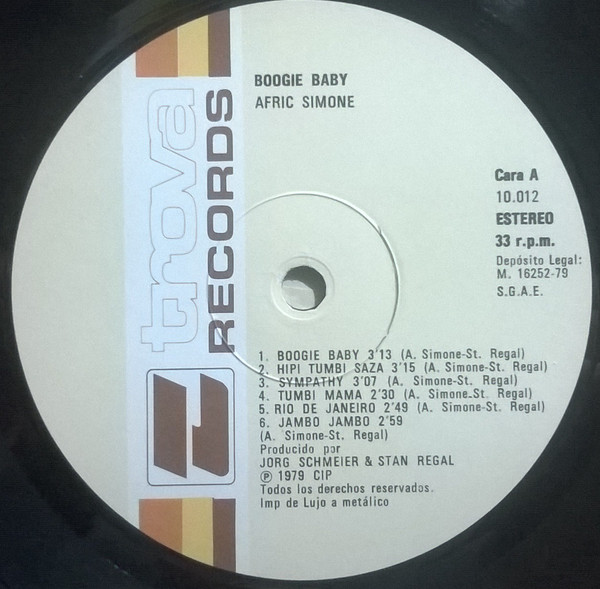 BOOGIE BABY
AFRIC SIMONE
trova
RECORDS
Cara A
10.012
ESTEREO
33 r.p.m.
Depósito Legal:
M. 16252-79
S.G.A.E.
1. BOOGIE BABY 3'13 (A. Simone-St. Regal)
2. HIPI TUMBI SAZA 3'15 (A. Simone-St. Regal)
3. SYMPATHY 3'07 (A. Simone-St. Regal)
4. TUMBI MAMA 2'30 (A. Simone-St. Regal)
5. RIO DE JANEIRO 2'49 (A. Simone-St. Regal)
6. JAMBO JAMBO 2'59
(A. Simone-St. Regal)
Producido por
JORG SCHMEIER & STAN REGAL
Ⓟ 1979 CIP
Todos los derechos reservados.
Imp de Lujo a metálico